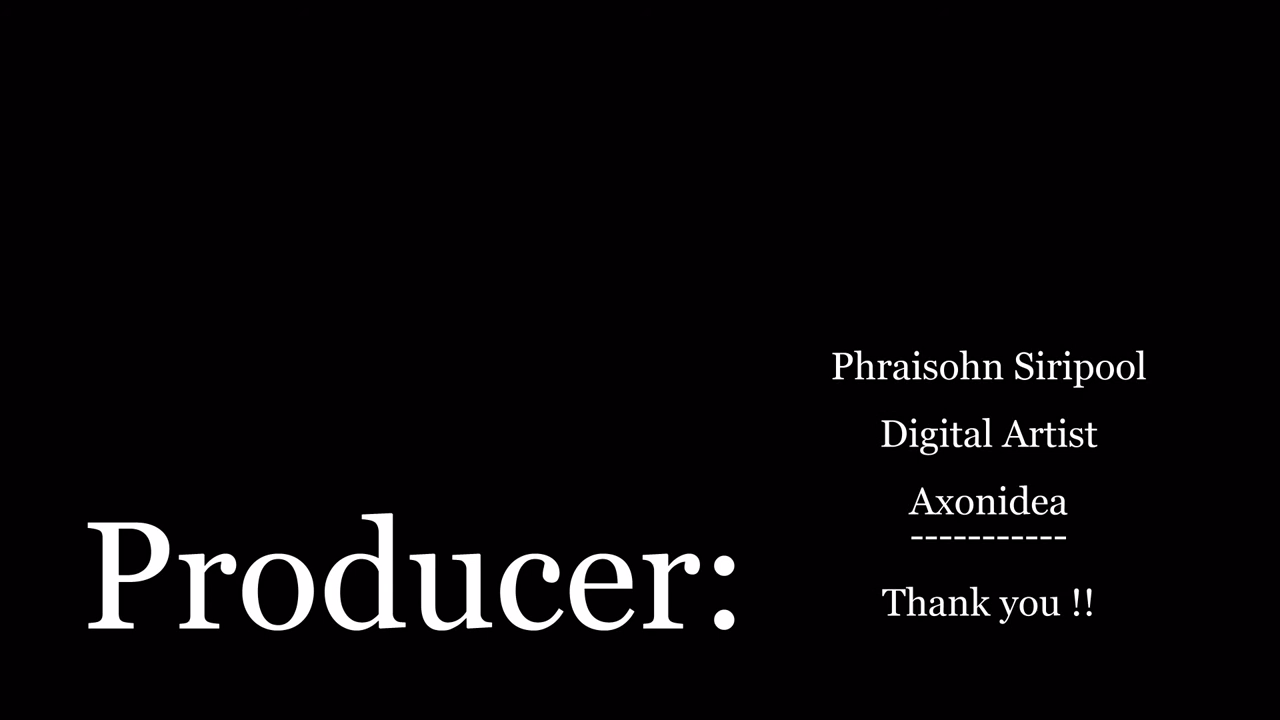 Producer:
Phraisohn Siripool
Digital Artist
Axonidea
-----------
Thank you !!